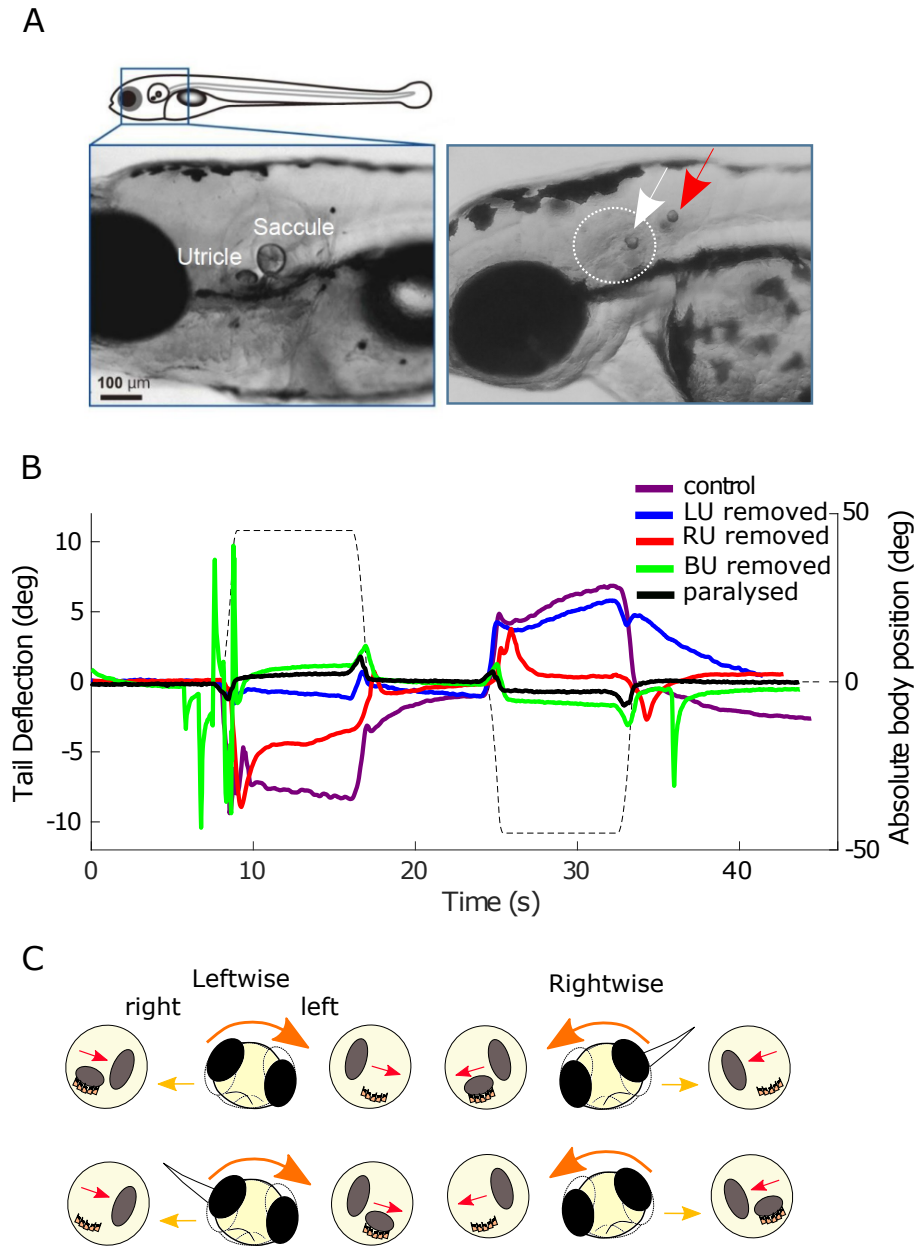 A
Saccule
Utricle
100 μm
B
control
LU removed
RU removed
BU removed
paralysed
10
5
0
-5
-10
Tail Deflection (deg)
50
0
-50
Absolute body position
0
10
20
30
40
Time (s)
C
Leftwise
right
left
Rightwise